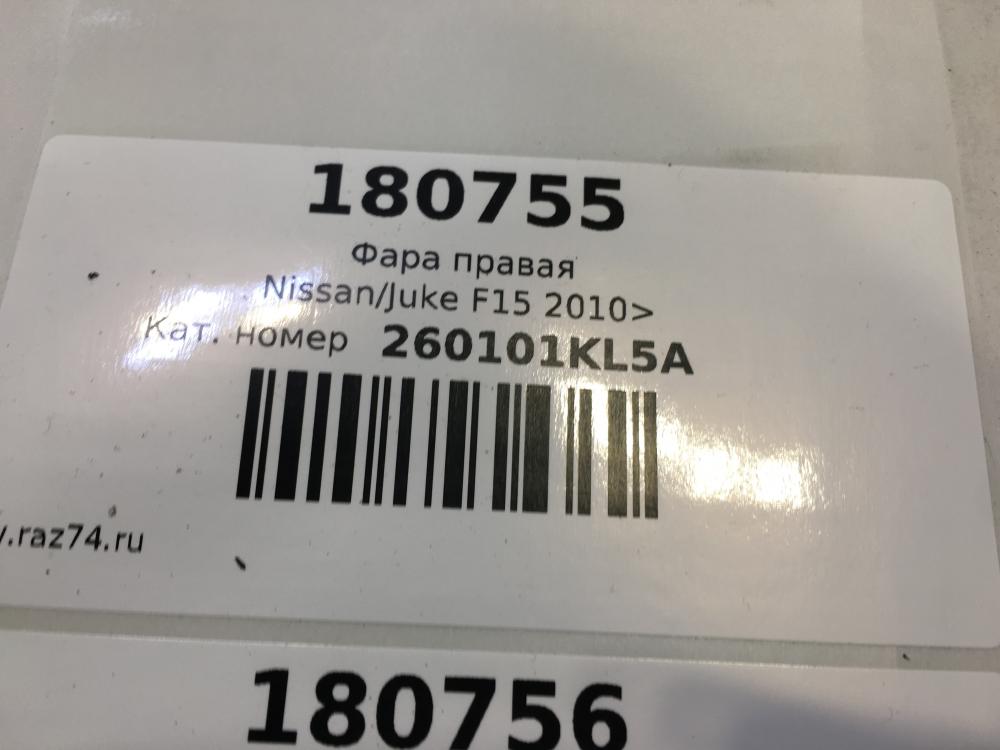 180755
Фара правая
Nissan/Juke F15 2010>
Кат. номер 260101KL5A
.raz74.ru
180756